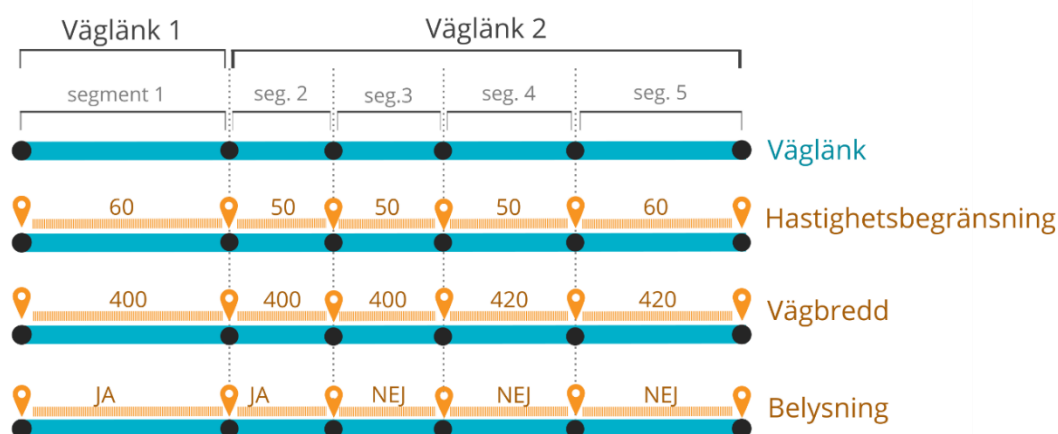 Väglänk 1 Väglänk 2
segment 1 seg. 2 seg.3 seg. 4 seg. 5
Väglänk
60 50 50 50 60 Hastighetsbegränsning
400 400 400 420 420 Vägbredd
JA JA NEJ NEJ NEJ Belysning